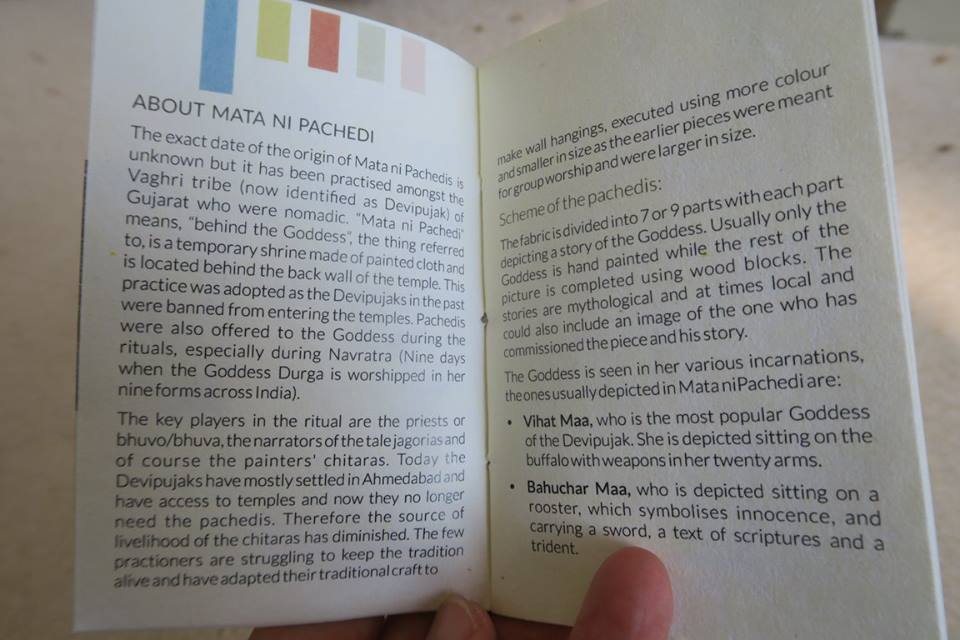 ABOUT MATA NI PACHEDI
The exact date of the origin of Mata ni Pachedis is
unknown but it has been practised amongst the
Vaghri tribe (now identified as Devipujak) of
Gujarat who were nomadic. "Mata ni Pachedi"
means, "behind the Goddess", the thing referred
to, is a temporary shrine made of painted cloth and
is located behind the back wall of the temple. This
practice was adopted as the Devipujaks in the past
were banned from entering the temples. Pachedis
were also offered to the Goddess during the
rituals, especially during Navratra (Nine days
when the Goddess Durga is worshipped in her
nine forms across India).
The key players in the ritual are the priests or
bhuvo/bhuva, the narrators of the tale jagorias and
of course the painters' chitaras. Today the
Devipujaks have mostly settled in Ahmedabad and
have access to temples and now they no longer
need the pachedis. Therefore the source of
livelihood of the chitaras has diminished. The few
practioners are struggling to keep the tradition
alive and have adapted their traditional craft to
make wall hangings, executed using more colour
and smaller in size as the earlier pieces were meant
for group worship and were larger in size.
Scheme of the pachedis:
The fabric is divided into 7 or 9 parts with each part
depicting a story of the Goddess. Usually only the
Goddess is hand painted while the rest of the
picture is completed using wood blocks. The
stories are mythological and at times local and
could also include an image of the one who has
commissioned the piece and his story.
The Goddess is seen in her various incarnations,
the ones usually depicted in Mata ni Pachedi are:
• Vihat Maa, who is the most popular Goddess
of the Devipujak. She is depicted sitting on the
buffalo with weapons in her twenty arms.
• Bahuchar Maa, who is depicted sitting on a
rooster, which symbolises innocence, and
carrying a sword, a text of scriptures and a
trident.